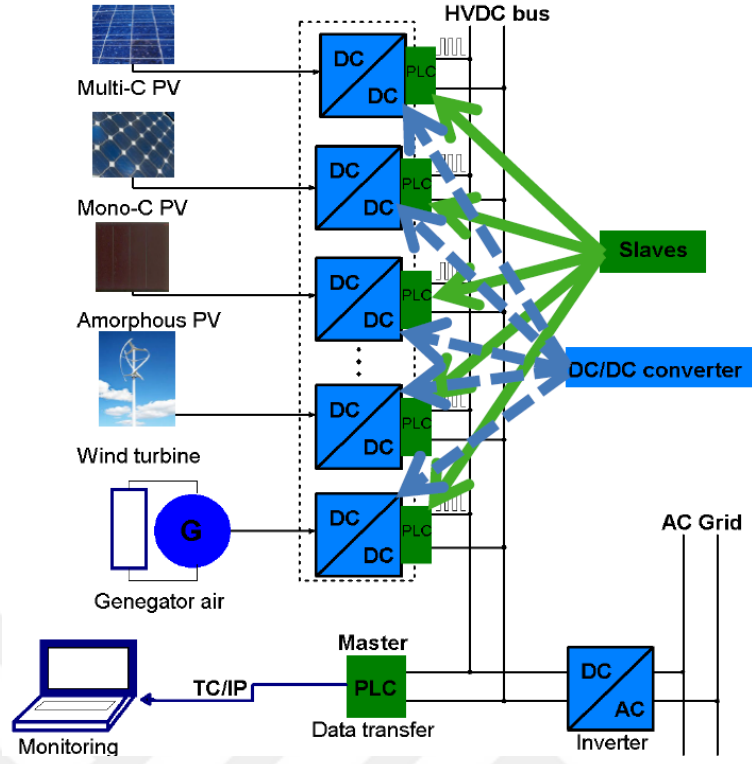 HVDC bus
DC
DC
PLC
Multi-C PV
DC
DC
PLC
Mono-C PV
Slaves
DC
DC
PLC
Amorphous PV
DC/DC converter
DC
DC
PLC
Wind turbine
DC
DC
PLC
G
AC Grid
Genegator air
Master
TC/IP
PLC
DC
AC
Data transfer
Monitoring
Inverter